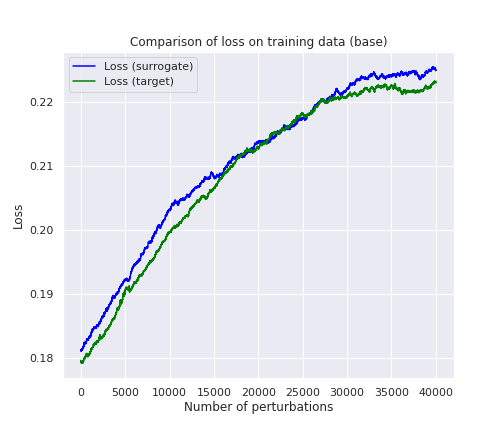 Comparison of loss on training data (base)
Loss (surrogate)
Loss (target)
Loss
0.22
0.21
0.20
0.19
0.18
0 5000 10000 15000 20000 25000 30000 35000 40000
Number of perturbations